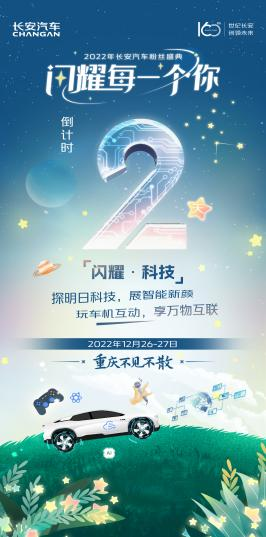 长安汽车
CHANGAN
世纪长安
引领未来
2022年长安汽车粉丝盛典
闪耀每一个你
倒计时
2
「闪耀·科技」
探明日科技，展智能新颜
玩车机互动，享万物互联
2022年12月26-27日
重庆不见不散
AI